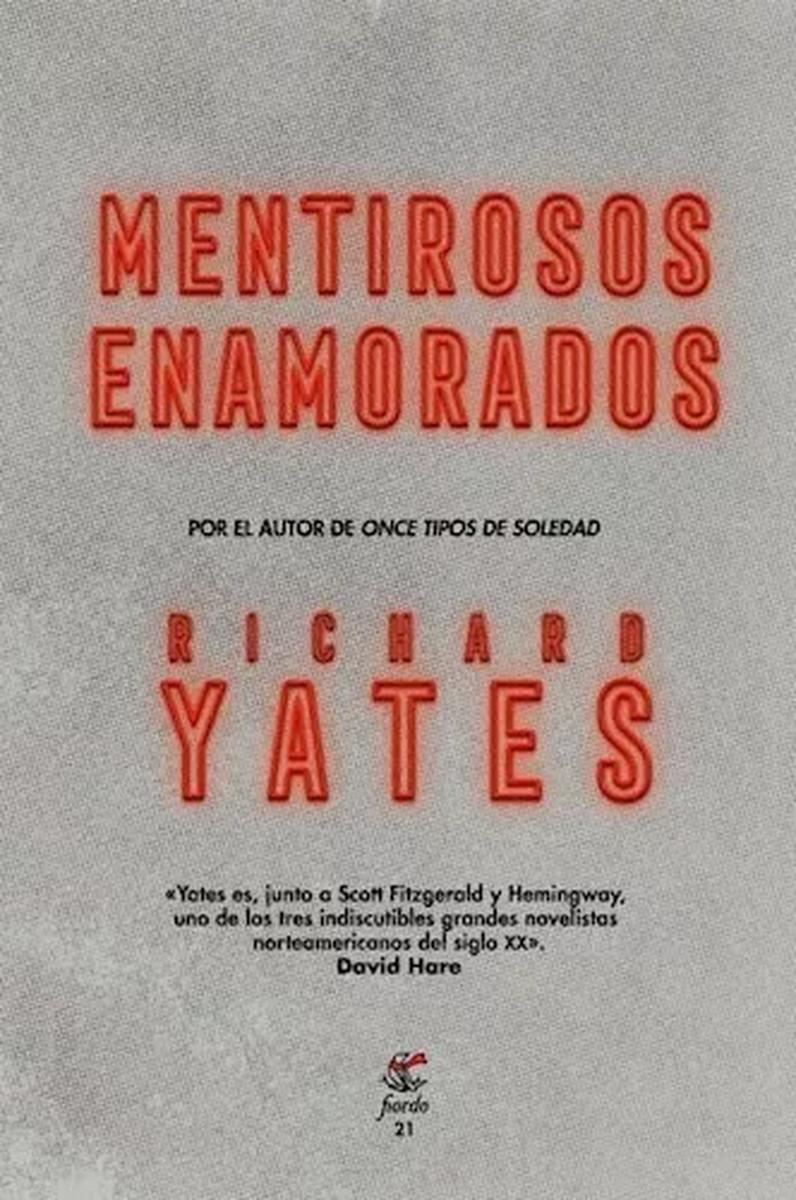 MENTIROSOS
ENAMORADOS
POR EL AUTOR DE ONCE TIPOS DE SOLEDAD
RICHARD
YATES
«Yates es, junto a Scott Fitzgerald y Hemingway,
uno de los tres indiscutibles grandes novelistas
norteamericanos del siglo XX».
David Hare
fiordo
21